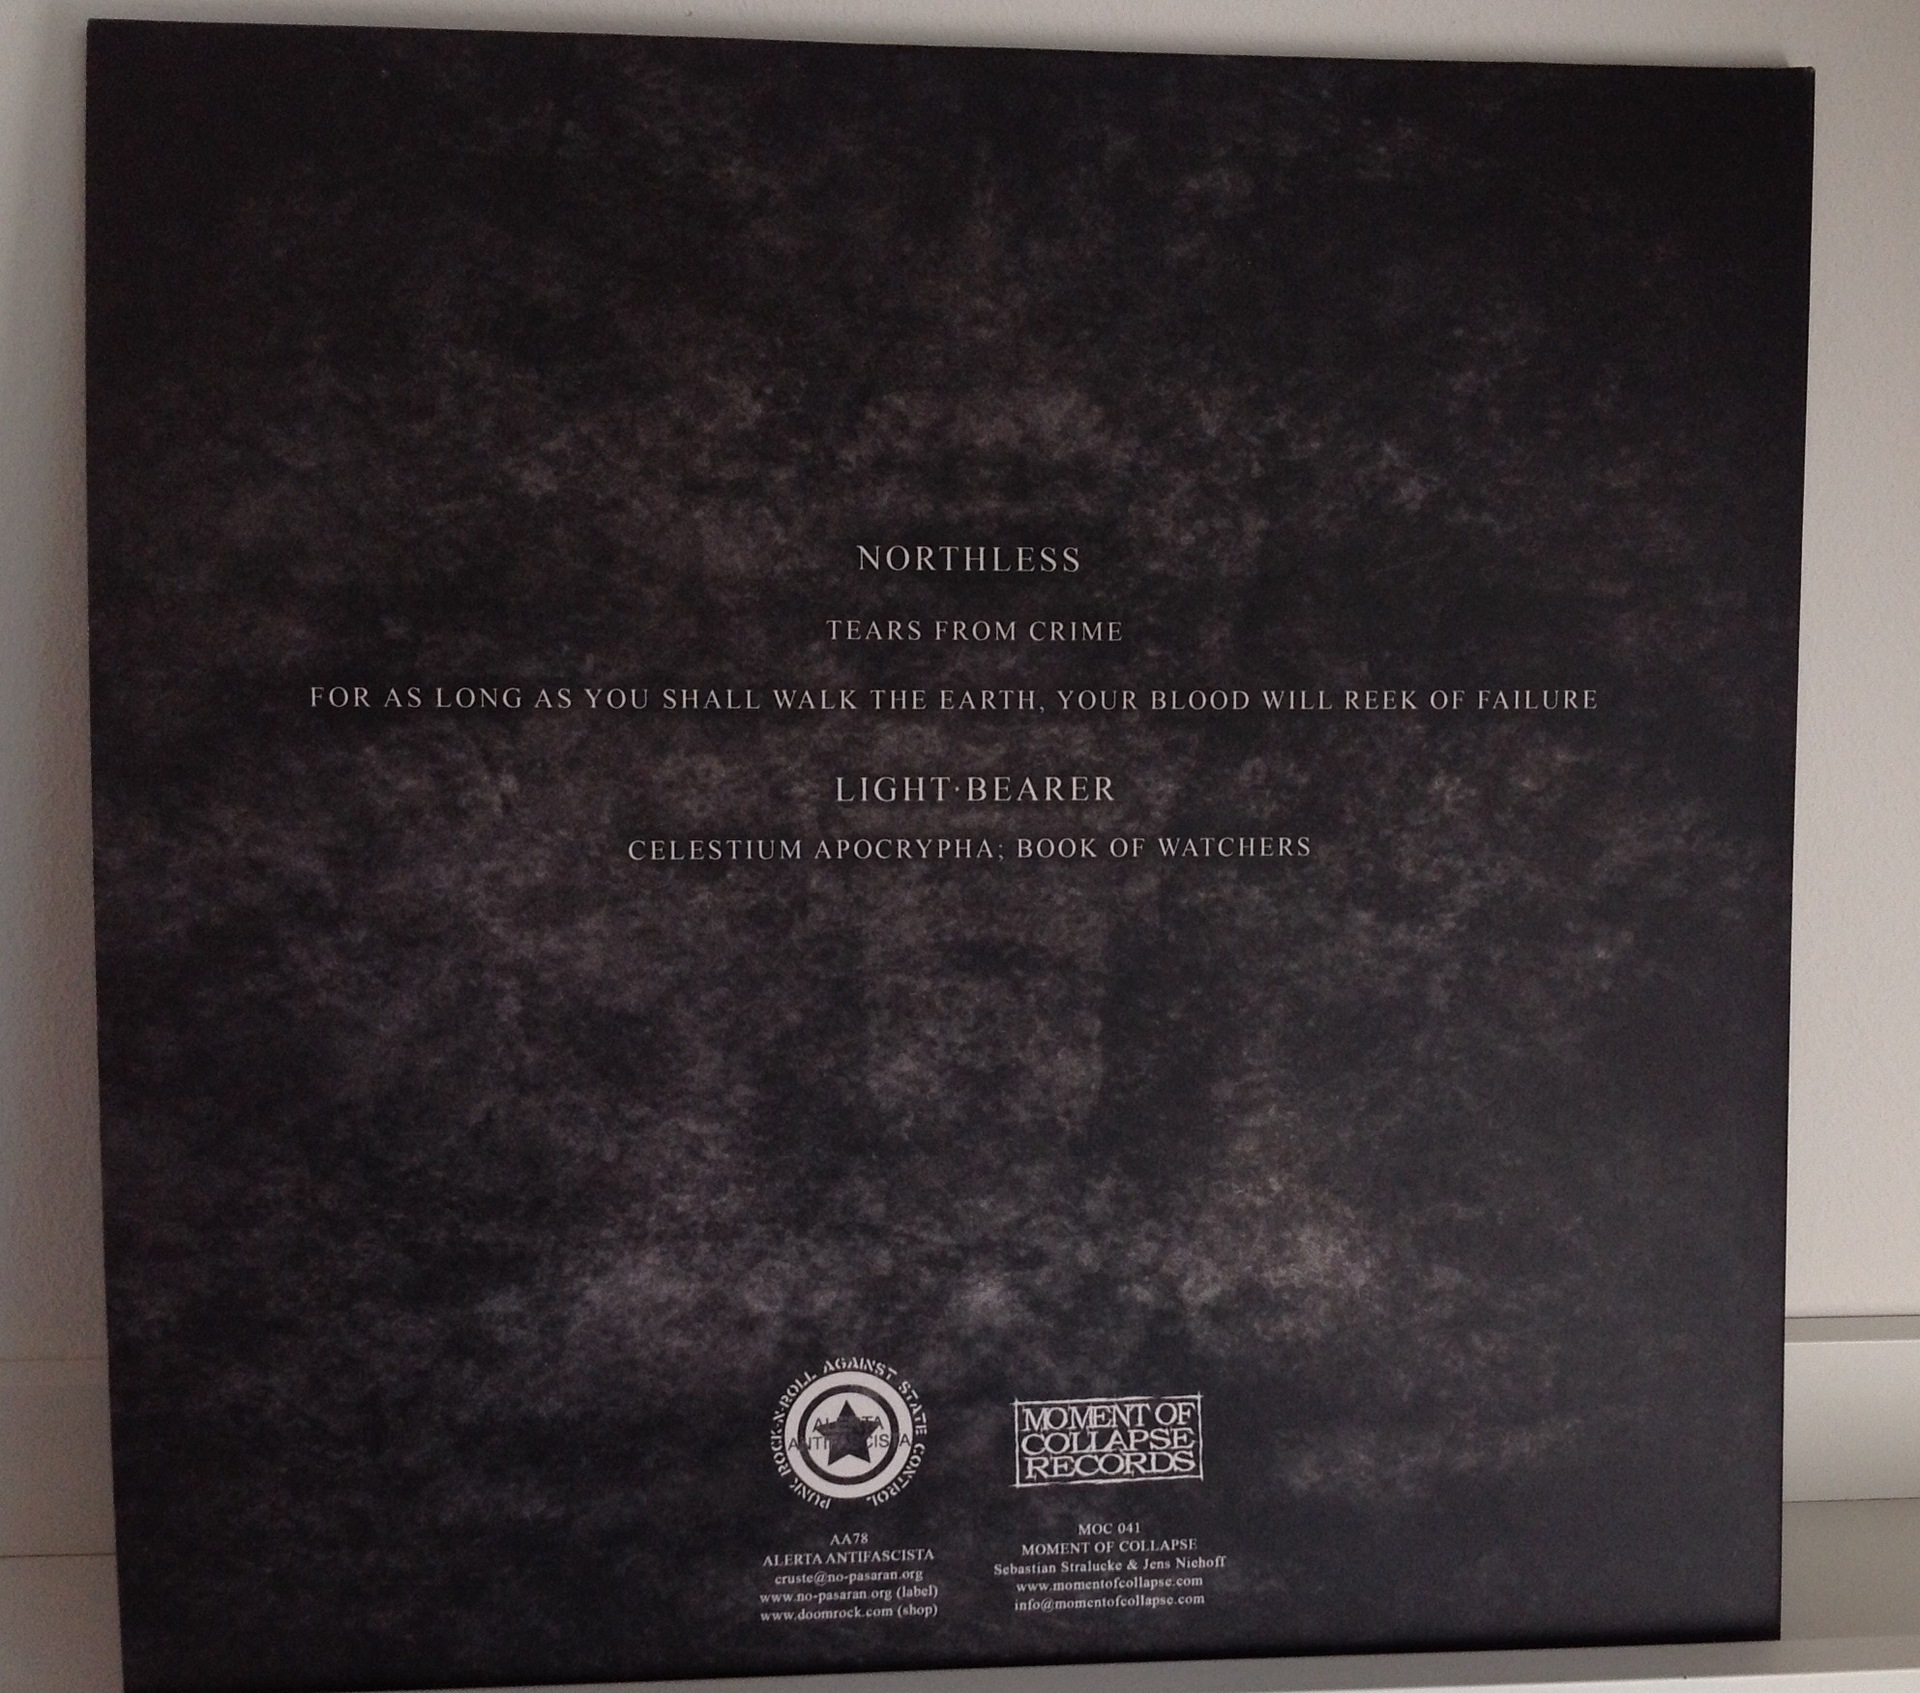 NORTHLESS
TEARS FROM CRIME
FOR AS LONG AS YOU SHALL WALK THE EARTH, YOUR BLOOD WILL REEK OF FAILURE
LIGHT·BEARER
CELESTIUM APOCRYPHA; BOOK OF WATCHERS
PUNK ROCK-N-ROLL AGAINST STATE CONTROL
ALERTA
ANTIFASCISTA
AA78
ALERTA ANTIFASCISTA
cruste@no-pasaran.org
www.no-pasaran.org (label)
www.doomrock.com (shop)
MOMENT OF
COLLAPSE
RECORDS
MOC 041
MOMENT OF COLLAPSE
Sebastian Stralucke & Jens Niehoff
www.momentofcollapse.com
info@momentofcollapse.com